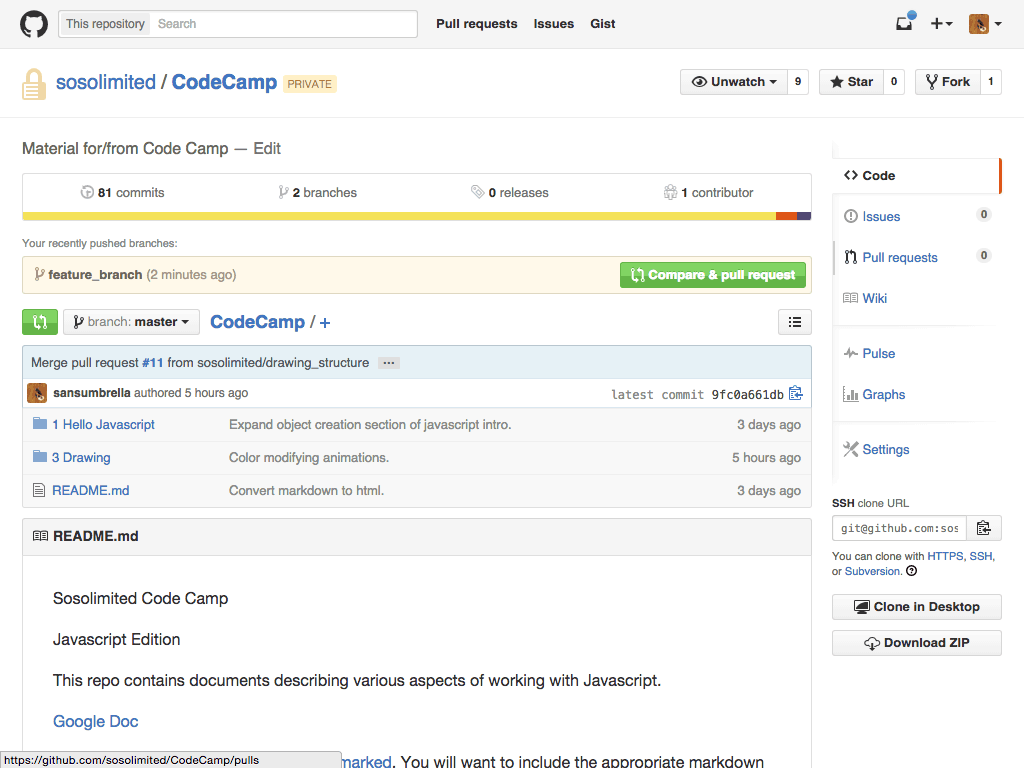 This repository Search Pull requests Issues Gist
sosolimited / CodeCamp PRIVATE Unwatch 9 Star 0 Fork 1
Material for/from Code Camp — Edit
81 commits 2 branches 0 releases 1 contributor
Your recently pushed branches:
feature_branch (2 minutes ago) Compare & pull request
branch: master CodeCamp / +
Merge pull request #11 from sosolimited/drawing_structure ...
sansumbrella authored 5 hours ago latest commit 9fc0a661db
1 Hello Javascript Expand object creation section of javascript intro. 3 days ago
3 Drawing Color modifying animations. 5 hours ago
README.md Convert markdown to html. 3 days ago
README.md
Sosolimited Code Camp
Javascript Edition
This repo contains documents describing various aspects of working with Javascript.
Google Doc
marked. You will want to include the appropriate markdown
https://github.com/sosolimited/CodeCamp/pulls
Code
Issues 0
Pull requests 0
Wiki
Pulse
Graphs
Settings
SSH clone URL
git@github.com:sos
You can clone with HTTPS, SSH,
or Subversion.
Clone in Desktop
Download ZIP